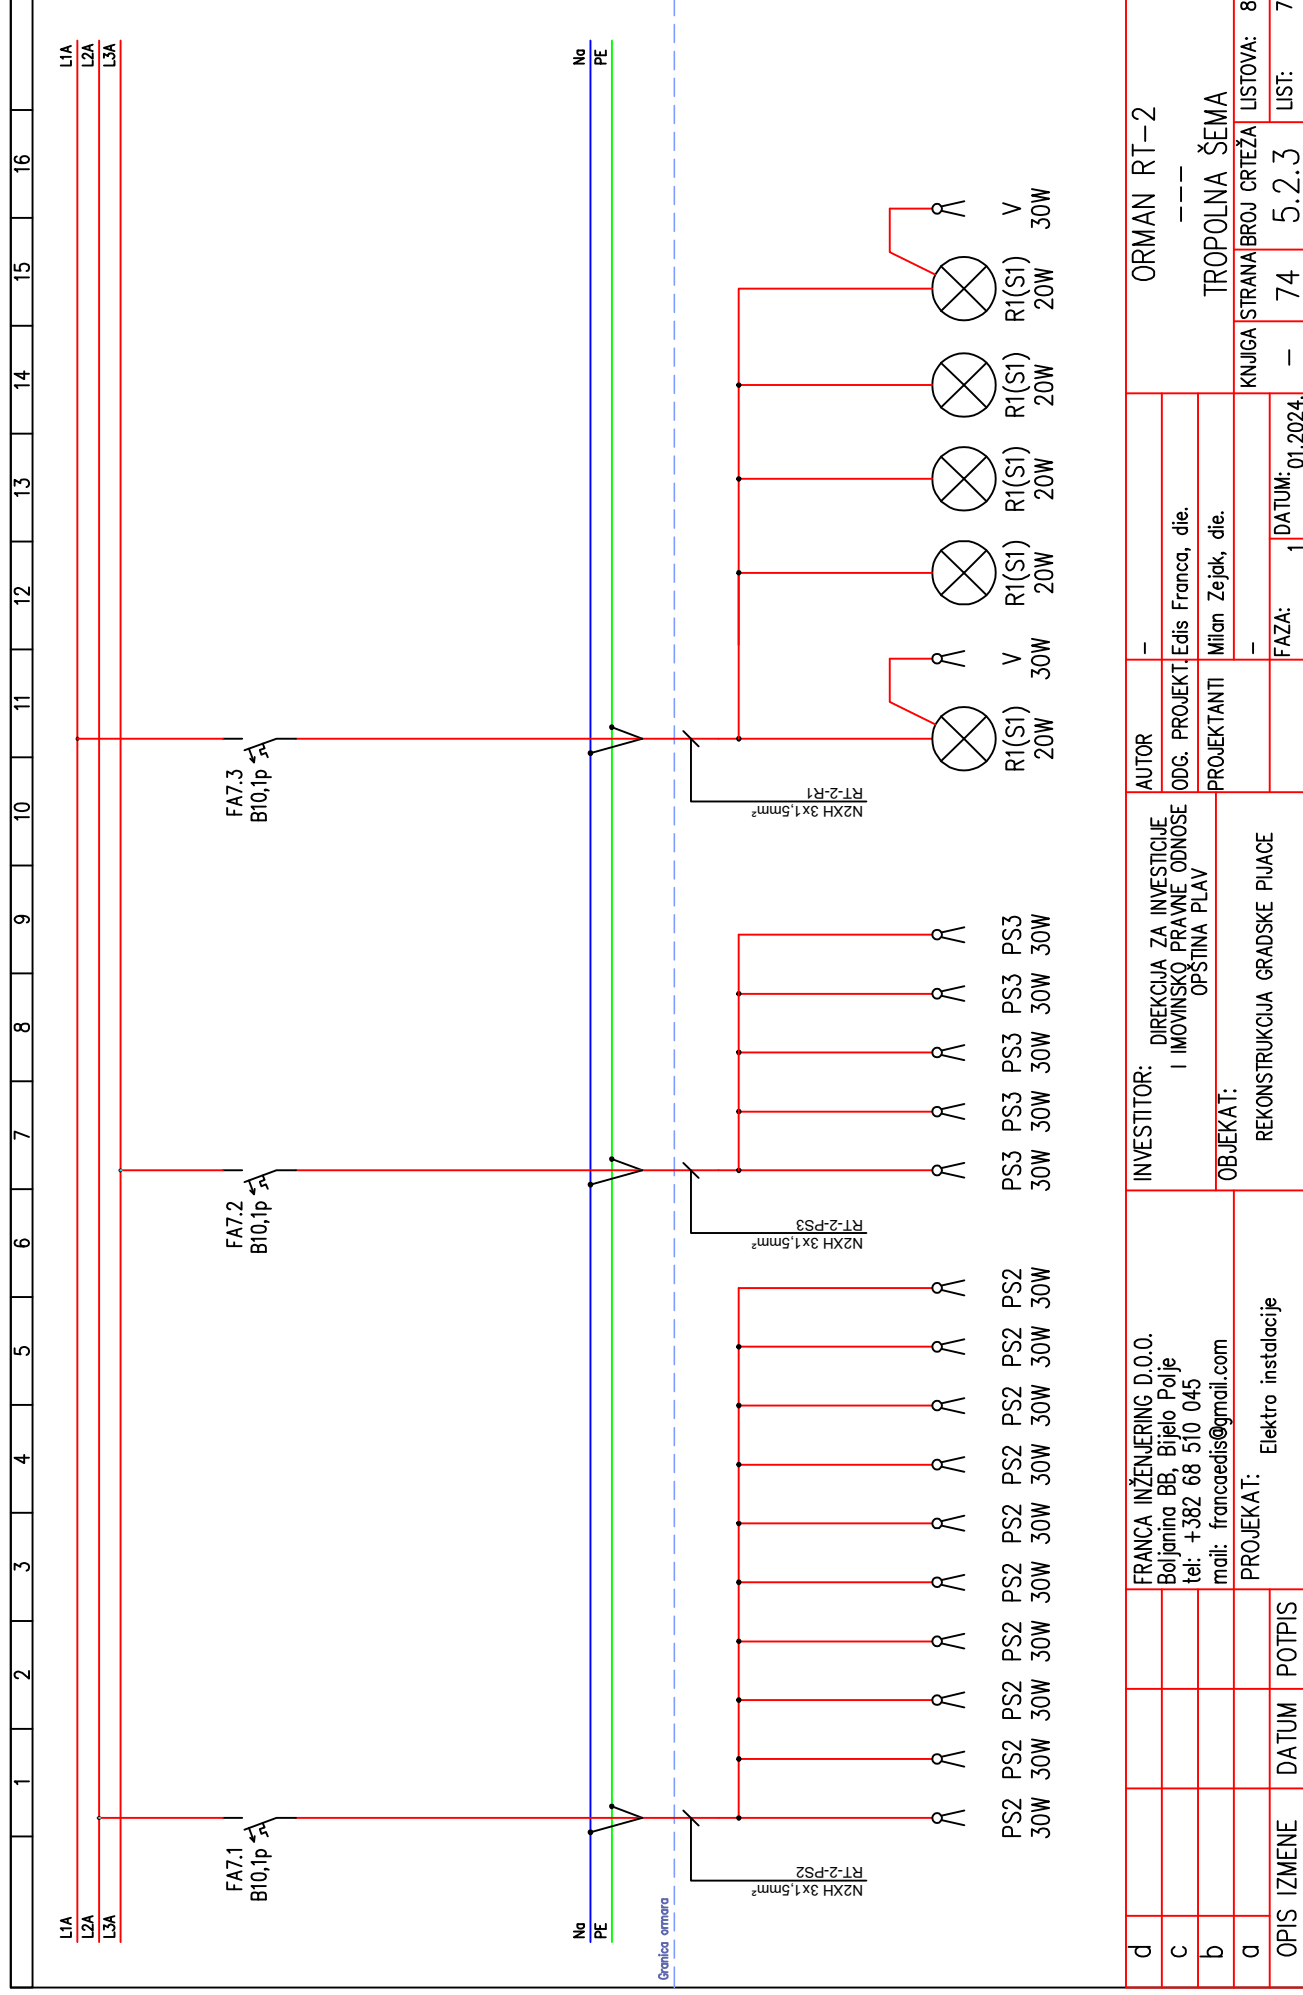 1 2 3 4 5 6 7 8 9 10 11 12 13 14 15 16
L1A L1A
L2A L2A
L3A L3A
FA7.1
B10,1p
FA7.2
B10,1p
FA7.3
B10,1p
Na Na
PE PE
Granica ormara
N2XH 3x1,5mm²
RT-2-PS2
N2XH 3x1,5mm²
RT-2-PS3
N2XH 3x1,5mm²
RT-2-R1
PS2 PS2 PS2 PS2 PS2 PS2 PS2 PS2 PS2 PS2
30W 30W 30W 30W 30W 30W 30W 30W 30W 30W
PS3 PS3 PS3 PS3 PS3
30W 30W 30W 30W 30W
R1(S1) V R1(S1) R1(S1) R1(S1) R1(S1) V
20W 30W 20W 20W 20W 20W 30W
d
c
b
a
OPIS IZMENE DATUM POTPIS
FRANCA INŽENJERING D.O.O.
Boljanina BB, Bijelo Polje
tel: +382 68 510 045
mail: francaedis@gmail.com
PROJEKAT:
Elektro instalacije
INVESTITOR:
DIREKCIJA ZA INVESTICIJE
I IMOVINSKO PRAVNE ODNOSE
OPŠTINA PLAV
OBJEKAT:
REKONSTRUKCIJA GRADSKE PIJACE
AUTOR –
ODG. PROJEKT. Edis Franca, die.
PROJEKTANTI Milan Zejak, die.
–
FAZA: 1
DATUM: 01.2024.
ORMAN RT-2
---
TROPOLNA ŠEMA
KNJIGA STRANA BROJ CRTEŽA LISTOVA: 8
– 74 5.2.3 LIST: 7